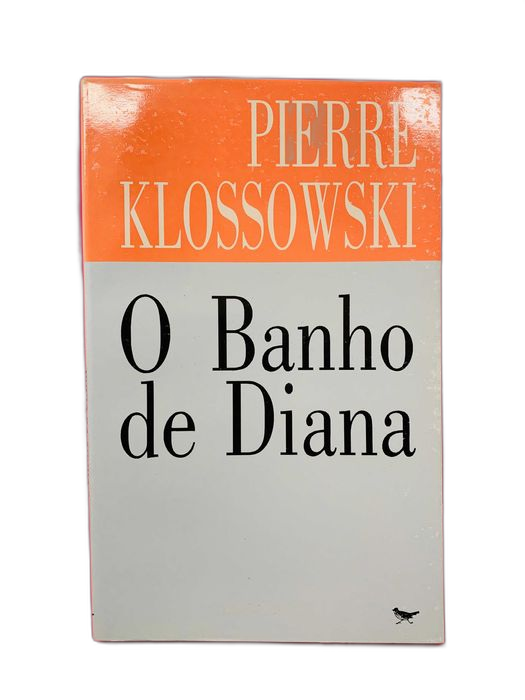 PIERRE
KLOSSOWSKI
O Banho
de Diana